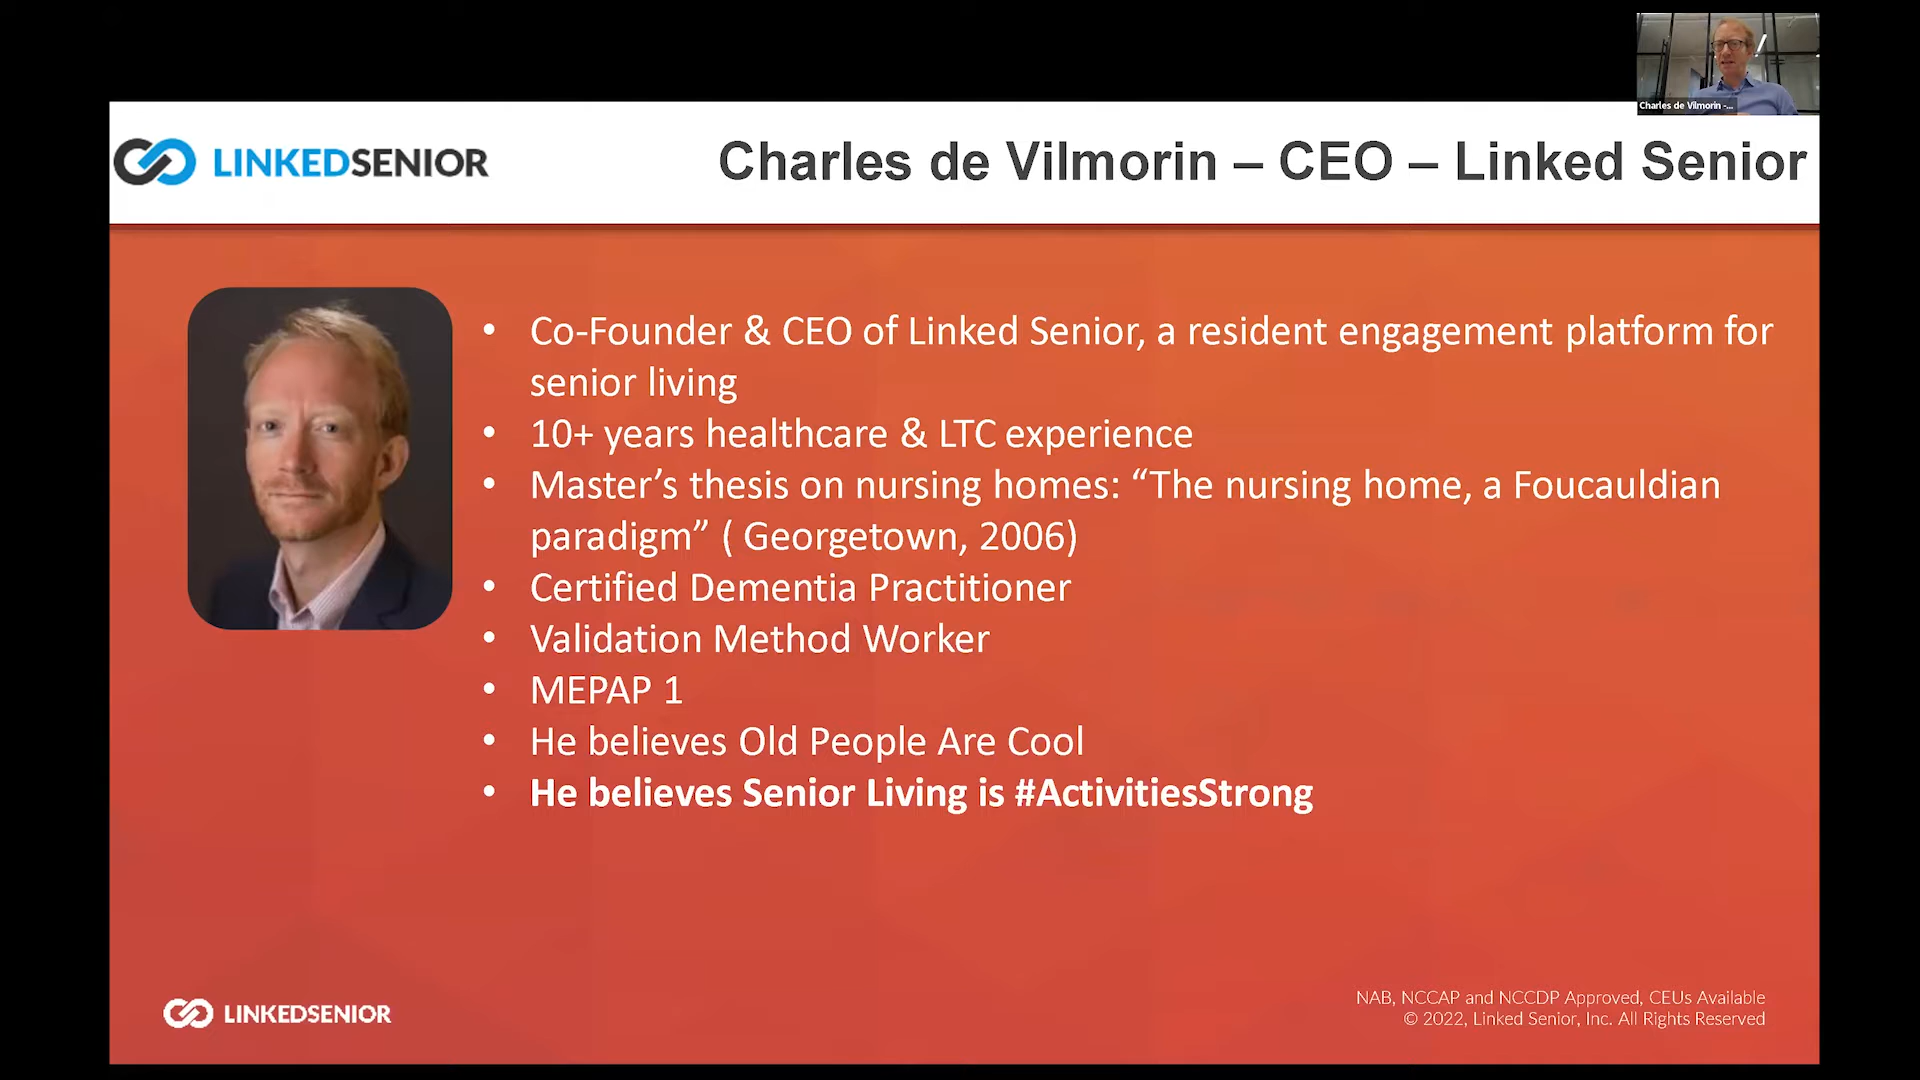 Charles de Vilmorin -...
LINKEDSENIOR
Charles de Vilmorin – CEO – Linked Senior
• Co-Founder & CEO of Linked Senior, a resident engagement platform for
senior living
• 10+ years healthcare & LTC experience
• Master’s thesis on nursing homes: “The nursing home, a Foucauldian
paradigm” ( Georgetown, 2006)
• Certified Dementia Practitioner
• Validation Method Worker
• MEPAP 1
• He believes Old People Are Cool
• He believes Senior Living is #ActivitiesStrong
LINKEDSENIOR
NAB, NCCAP and NCCDP Approved, CEUs Available
© 2022, Linked Senior, Inc. All Rights Reserved